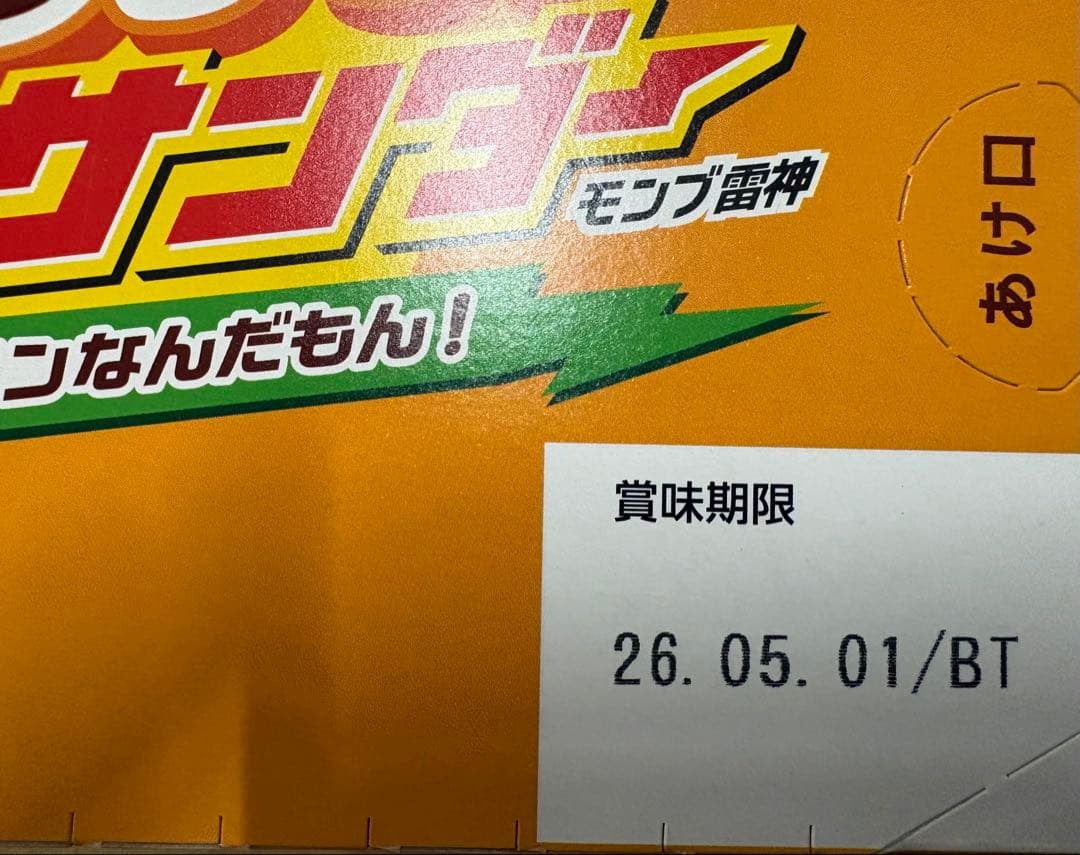 サンダー
モンブ雷神
ンなんだもん!
あけ口
賞味期限
26.05.01/BT